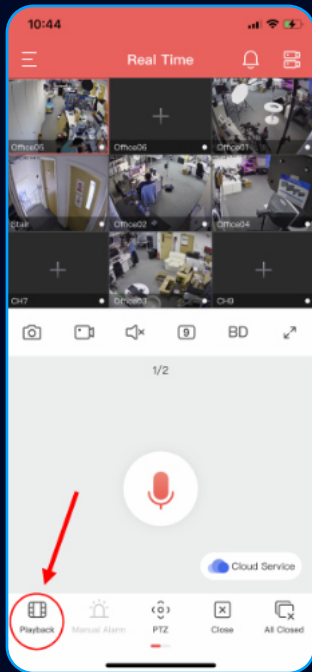 10:44
Real Time
Office05
Office06
Office01
Stair
Office02
Office04
CH7
Office03
CH9
9
BD
1/2
Cloud Service
Playback
Manual Alarm
PTZ
Close
All Closed